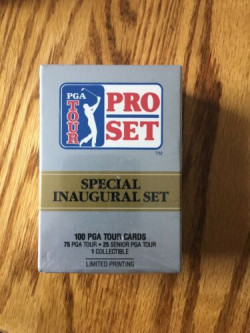 PGA
TOUR
PRO
SET
TM
SPECIAL
INAUGURAL SET
100 PGA TOUR CARDS
75 PGA TOUR • 25 SENIOR PGA TOUR
1 COLLECTIBLE
LIMITED PRINTING